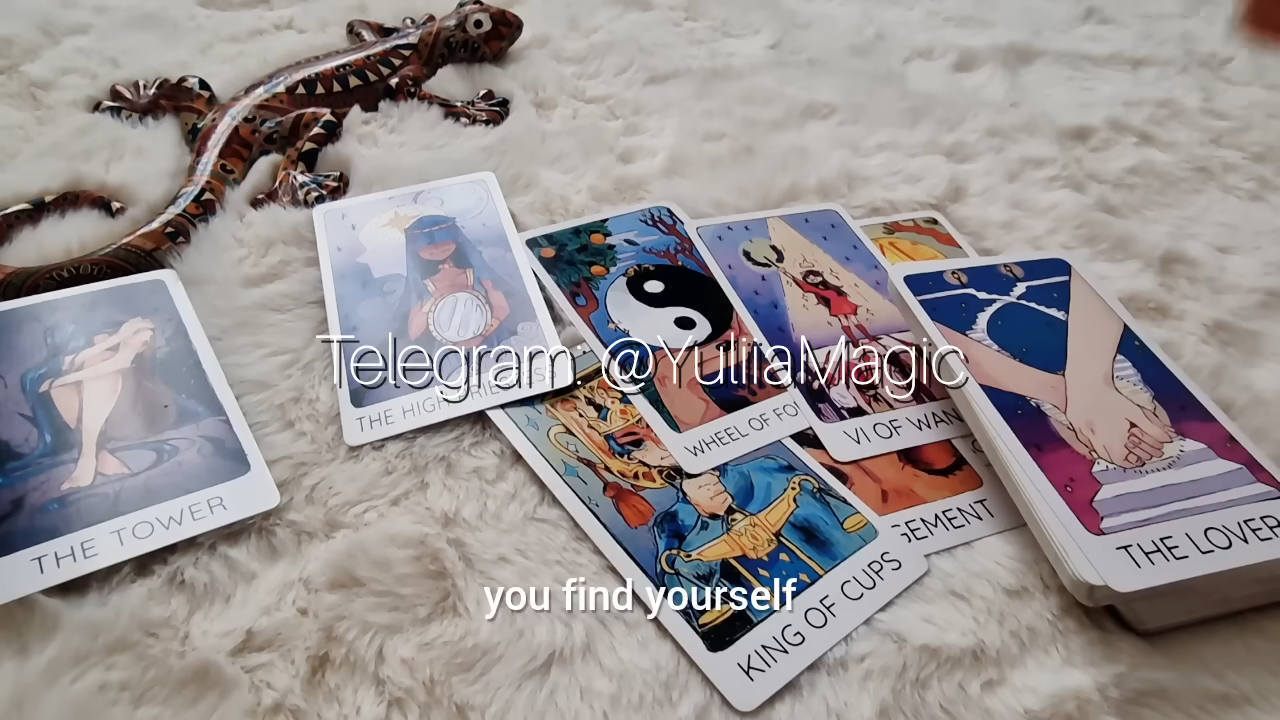 Telegram: @YuliiaMagic
THE HIGH PRIESTESS
WHEEL OF FO
VI OF WAN
GEMENT
THE LOVER
THE TOWER
KING OF CUPS
you find yourself